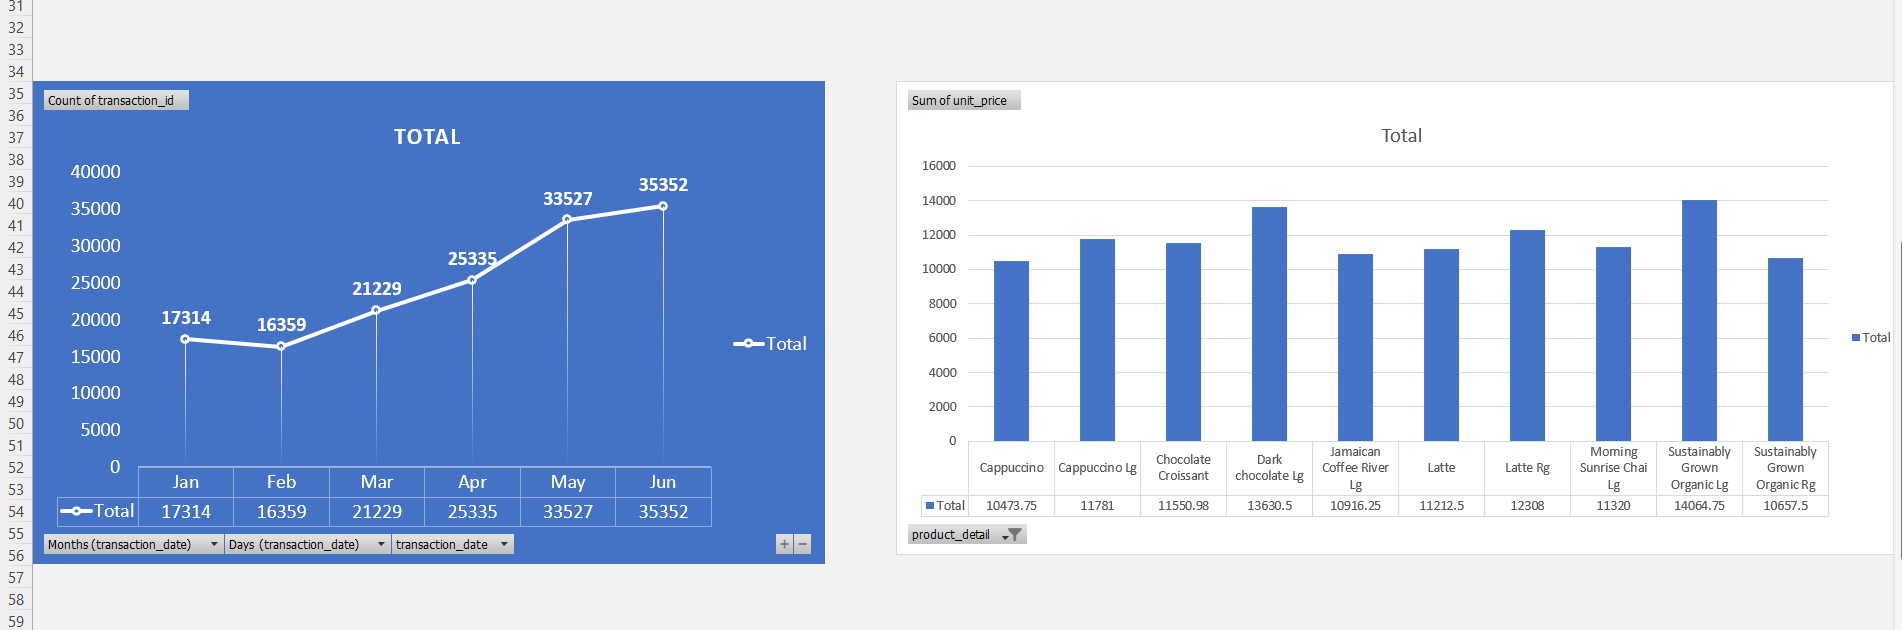 31
32
33
34
35
36
37
38
39
40
41
42
43
44
45
46
47
48
49
50
51
52
53
54
55
56
57
58
59
Count of transaction_id
TOTAL
40000
35000
30000
25000
20000
15000
10000
5000
0
17314
16359
21229
25335
33527
35352
Total
Jan Feb Mar Apr May Jun
Total 17314 16359 21229 25335 33527 35352
Months (transaction_date) Days (transaction_date) transaction_date + −
Sum of unit_price
Total
16000
14000
12000
10000
8000
6000
4000
2000
0
Total
Cappuccino
Cappuccino Lg
Chocolate
Croissant
Dark
chocolate Lg
Jamaican
Coffee River
Lg
Latte
Latte Rg
Morning
Sunrise Chai
Lg
Sustainably
Grown
Organic Lg
Sustainably
Grown
Organic Rg
Total 10473.75 11781 11550.98 13630.5 10916.25 11212.5 12308 11320 14064.75 10657.5
product_detail